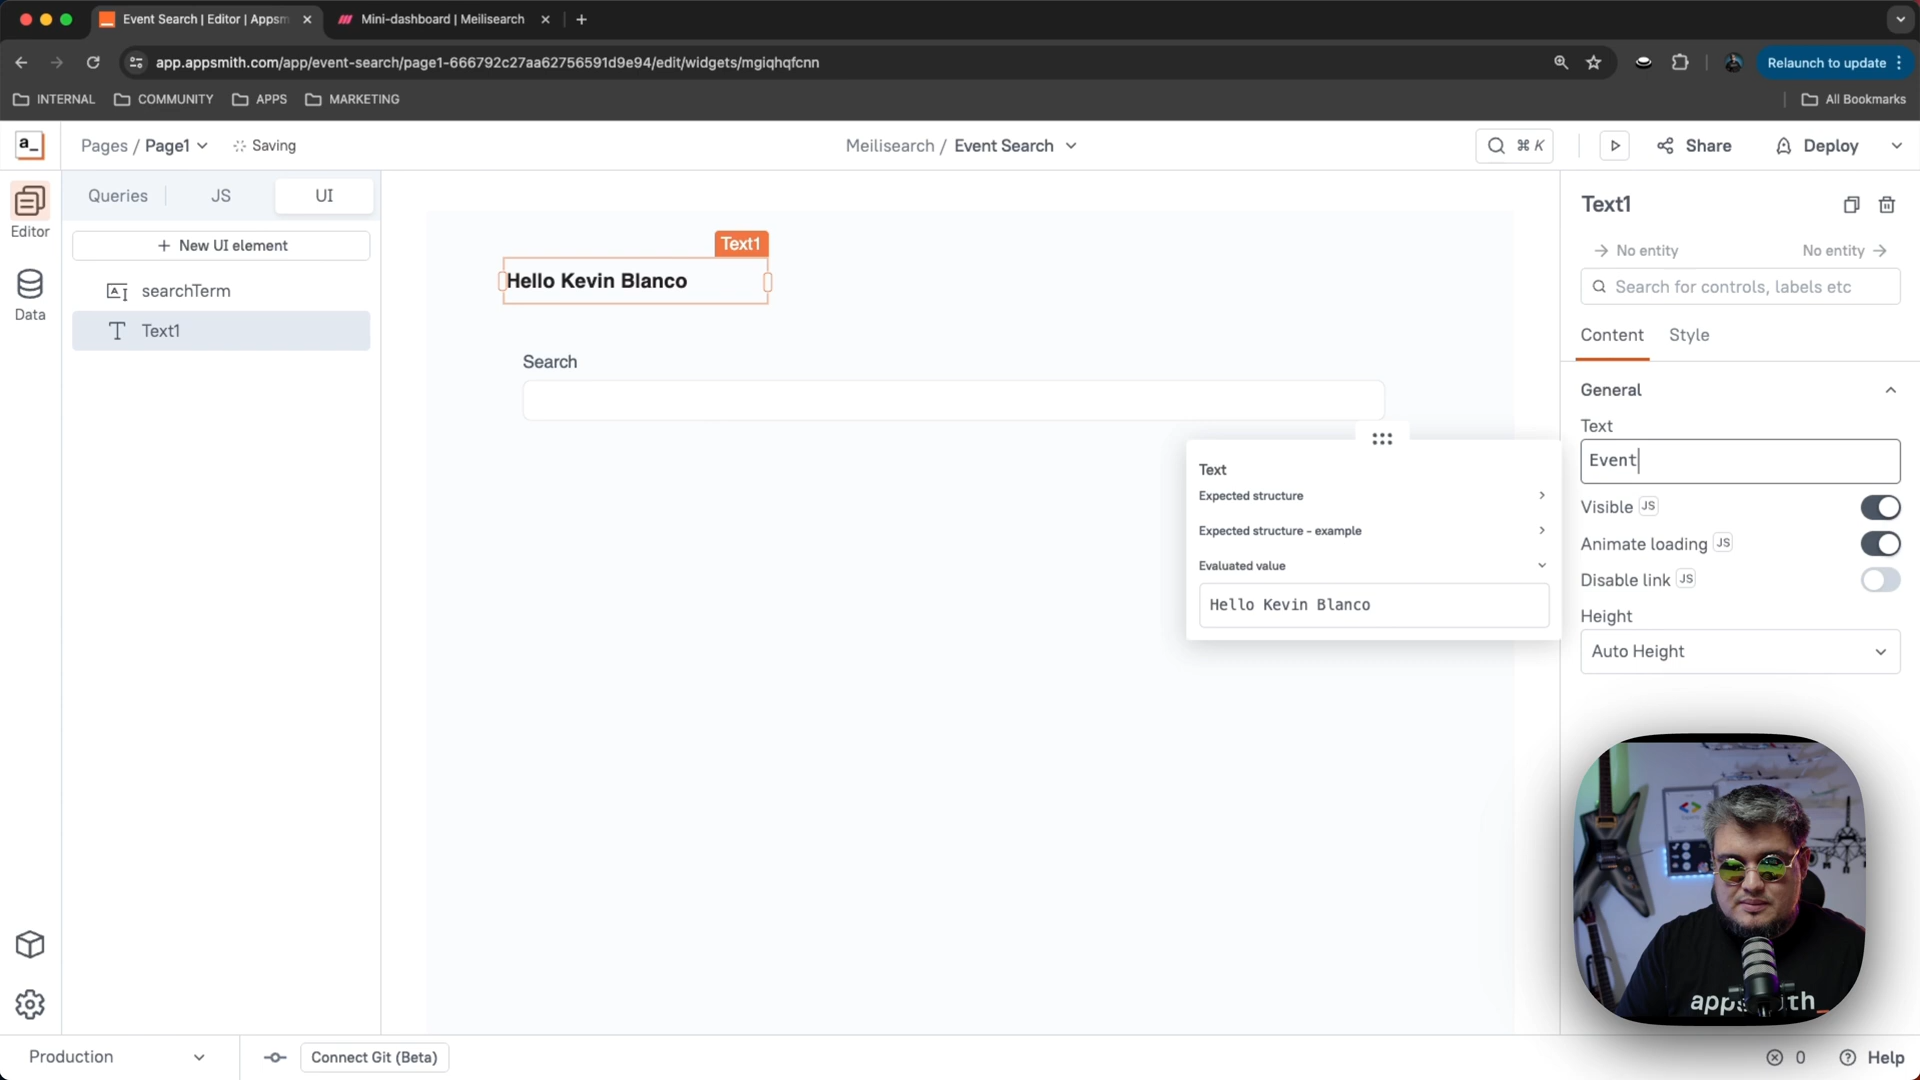 Event Search | Editor | Appsm
Mini-dashboard | Meilisearch
app.appsmith.com/app/event-search/page1-666792c27aa62756591d9e94/edit/widgets/mgiqhqfcnn
Relaunch to update
INTERNAL
COMMUNITY
APPS
MARKETING
All Bookmarks
a_
Pages / Page1
Saving
Meilisearch / Event Search
⌘ K
Share
Deploy
Editor
Data
Queries
JS
UI
+ New UI element
searchTerm
Text1
Text1
Hello Kevin Blanco
Search
Text
Expected structure
Expected structure - example
Evaluated value
Hello Kevin Blanco
Text1
No entity
No entity
Search for controls, labels etc
Content
Style
General
Text
Event
Visible JS
Animate loading JS
Disable link JS
Height
Auto Height
Production
Connect Git (Beta)
0
Help